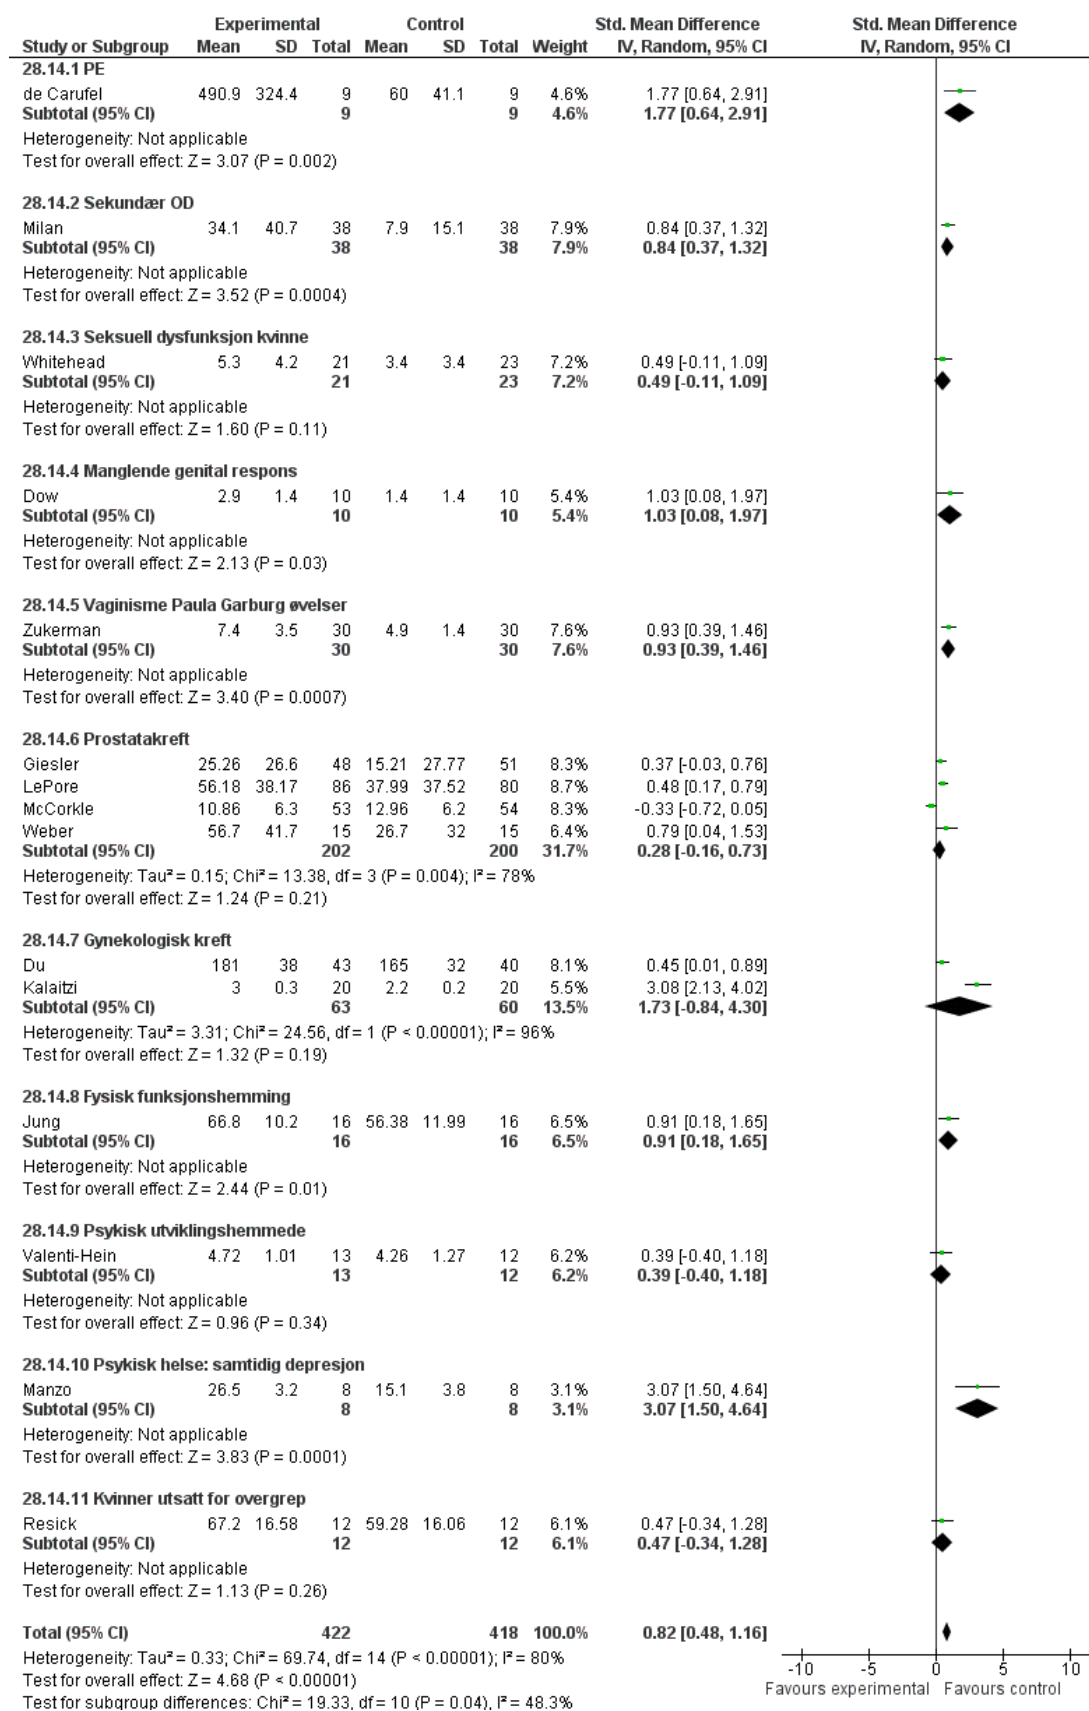 Experimental Control Std. Mean Difference Std. Mean Difference
Study or Subgroup Mean SD Total Mean SD Total Weight IV, Random, 95% CI IV, Random, 95% CI
28.14.1 PE
de Carufel 490.9 324.4 9 60 41.1 9 4.6% 1.77 [0.64, 2.91]
Subtotal (95% CI) 9 9 4.6% 1.77 [0.64, 2.91]
Heterogeneity: Not applicable
Test for overall effect: Z = 3.07 (P = 0.002)
28.14.2 Sekundær OD
Milan 34.1 40.7 38 7.9 15.1 38 7.9% 0.84 [0.37, 1.32]
Subtotal (95% CI) 38 38 7.9% 0.84 [0.37, 1.32]
Heterogeneity: Not applicable
Test for overall effect: Z = 3.52 (P = 0.0004)
28.14.3 Seksuell dysfunksjon kvinne
Whitehead 5.3 4.2 21 3.4 3.4 23 7.2% 0.49 [-0.11, 1.09]
Subtotal (95% CI) 21 23 7.2% 0.49 [-0.11, 1.09]
Heterogeneity: Not applicable
Test for overall effect: Z = 1.60 (P = 0.11)
28.14.4 Manglende genital respons
Dow 2.9 1.4 10 1.4 1.4 10 5.4% 1.03 [0.08, 1.97]
Subtotal (95% CI) 10 10 5.4% 1.03 [0.08, 1.97]
Heterogeneity: Not applicable
Test for overall effect: Z = 2.13 (P = 0.03)
28.14.5 Vaginisme Paula Garburg øvelser
Zukerman 7.4 3.5 30 4.9 1.4 30 7.6% 0.93 [0.39, 1.46]
Subtotal (95% CI) 30 30 7.6% 0.93 [0.39, 1.46]
Heterogeneity: Not applicable
Test for overall effect: Z = 3.40 (P = 0.0007)
28.14.6 Prostatakreft
Giesler 25.26 26.6 48 15.21 27.77 51 8.3% 0.37 [-0.03, 0.76]
LePore 56.18 38.17 86 37.99 37.52 80 8.7% 0.48 [0.17, 0.79]
McCorkle 10.86 6.3 53 12.96 6.2 54 8.3% -0.33 [-0.72, 0.05]
Weber 56.7 41.7 15 26.7 32 15 6.4% 0.79 [0.04, 1.53]
Subtotal (95% CI) 202 200 31.7% 0.28 [-0.16, 0.73]
Heterogeneity: Tau² = 0.15; Chi² = 13.38, df = 3 (P = 0.004); I² = 78%
Test for overall effect: Z = 1.24 (P = 0.21)
28.14.7 Gynekologisk kreft
Du 181 38 43 165 32 40 8.1% 0.45 [0.01, 0.89]
Kalaitzi 3 0.3 20 2.2 0.2 20 5.5% 3.08 [2.13, 4.02]
Subtotal (95% CI) 63 60 13.5% 1.73 [-0.84, 4.30]
Heterogeneity: Tau² = 3.31; Chi² = 24.56, df = 1 (P < 0.00001); I² = 96%
Test for overall effect: Z = 1.32 (P = 0.19)
28.14.8 Fysisk funksjonshemming
Jung 66.8 10.2 16 56.38 11.99 16 6.5% 0.91 [0.18, 1.65]
Subtotal (95% CI) 16 16 6.5% 0.91 [0.18, 1.65]
Heterogeneity: Not applicable
Test for overall effect: Z = 2.44 (P = 0.01)
28.14.9 Psykisk utviklingshemmede
Valenti-Hein 4.72 1.01 13 4.26 1.27 12 6.2% 0.39 [-0.40, 1.18]
Subtotal (95% CI) 13 12 6.2% 0.39 [-0.40, 1.18]
Heterogeneity: Not applicable
Test for overall effect: Z = 0.96 (P = 0.34)
28.14.10 Psykisk helse: samtidig depresjon
Manzo 26.5 3.2 8 15.1 3.8 8 3.1% 3.07 [1.50, 4.64]
Subtotal (95% CI) 8 8 3.1% 3.07 [1.50, 4.64]
Heterogeneity: Not applicable
Test for overall effect: Z = 3.83 (P = 0.0001)
28.14.11 Kvinner utsatt for overgrep
Resick 67.2 16.58 12 59.28 16.06 12 6.1% 0.47 [-0.34, 1.28]
Subtotal (95% CI) 12 12 6.1% 0.47 [-0.34, 1.28]
Heterogeneity: Not applicable
Test for overall effect: Z = 1.13 (P = 0.26)
Total (95% CI) 422 418 100.0% 0.82 [0.48, 1.16]
Heterogeneity: Tau² = 0.33; Chi² = 69.74, df = 14 (P < 0.00001); I² = 80%
Test for overall effect: Z = 4.68 (P < 0.00001)
Test for subgroup differences: Chi² = 19.33, df = 10 (P = 0.04), I² = 48.3%
-10 -5 0 5 10
Favours experimental Favours control